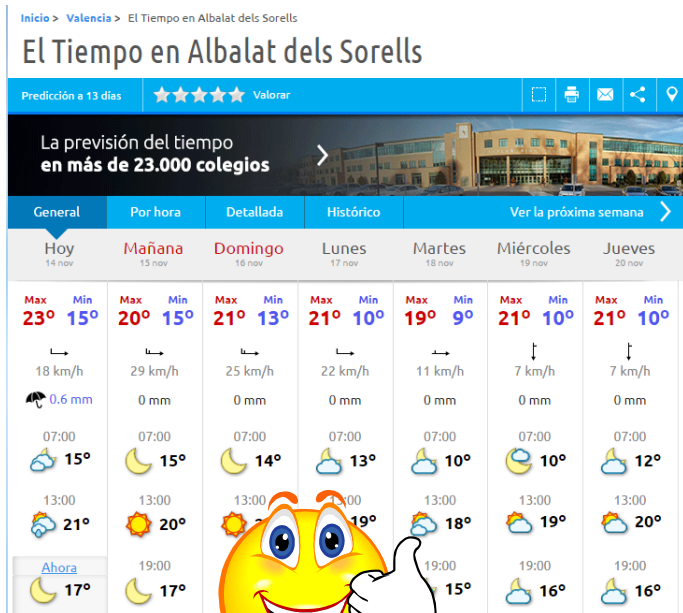 Inicio > Valencia > El Tiempo en Albalat dels Sorells
El Tiempo en Albalat dels Sorells
Predicción a 13 días Valorar
La previsión del tiempo
en más de 23.000 colegios
General Por hora Detallada Histórico Ver la próxima semana
Hoy Mañana Domingo Lunes Martes Miércoles Jueves
14 nov 15 nov 16 nov 17 nov 18 nov 19 nov 20 nov
Max Min Max Min Max Min Max Min Max Min Max Min Max Min
23º 15º 20º 15º 21º 13º 21º 10º 19º 9º 21º 10º 21º 10º
18 km/h 29 km/h 25 km/h 22 km/h 11 km/h 7 km/h 7 km/h
0.6 mm 0 mm 0 mm 0 mm 0 mm 0 mm 0 mm
07:00 07:00 07:00 07:00 07:00 07:00 07:00
15º 15º 14º 13º 10º 10º 12º
13:00 13:00 13:00 13:00 13:00 13:00
21º 20º 19º 18º 19º 20º
Ahora 19:00 19:00 19:00 19:00
17º 17º 15º 16º 16º